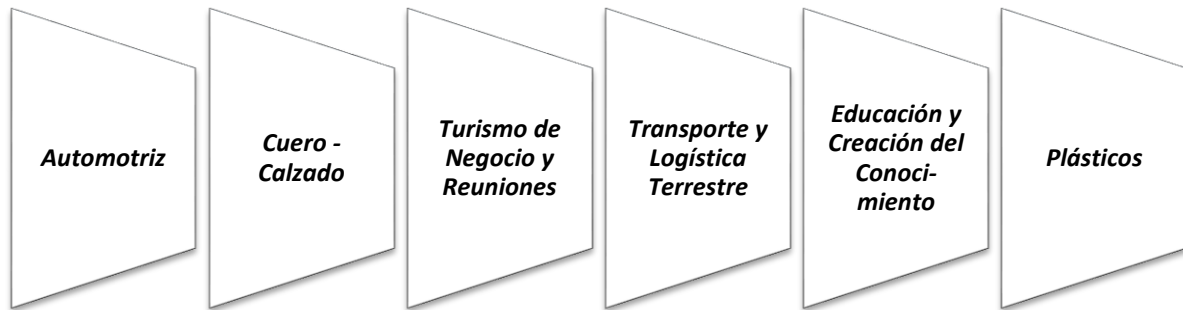 Automotriz
Cuero -
Calzado
Turismo de
Negocio y
Reuniones
Transporte y
Logística
Terrestre
Educación y
Creación del
Conoci-
miento
Plásticos